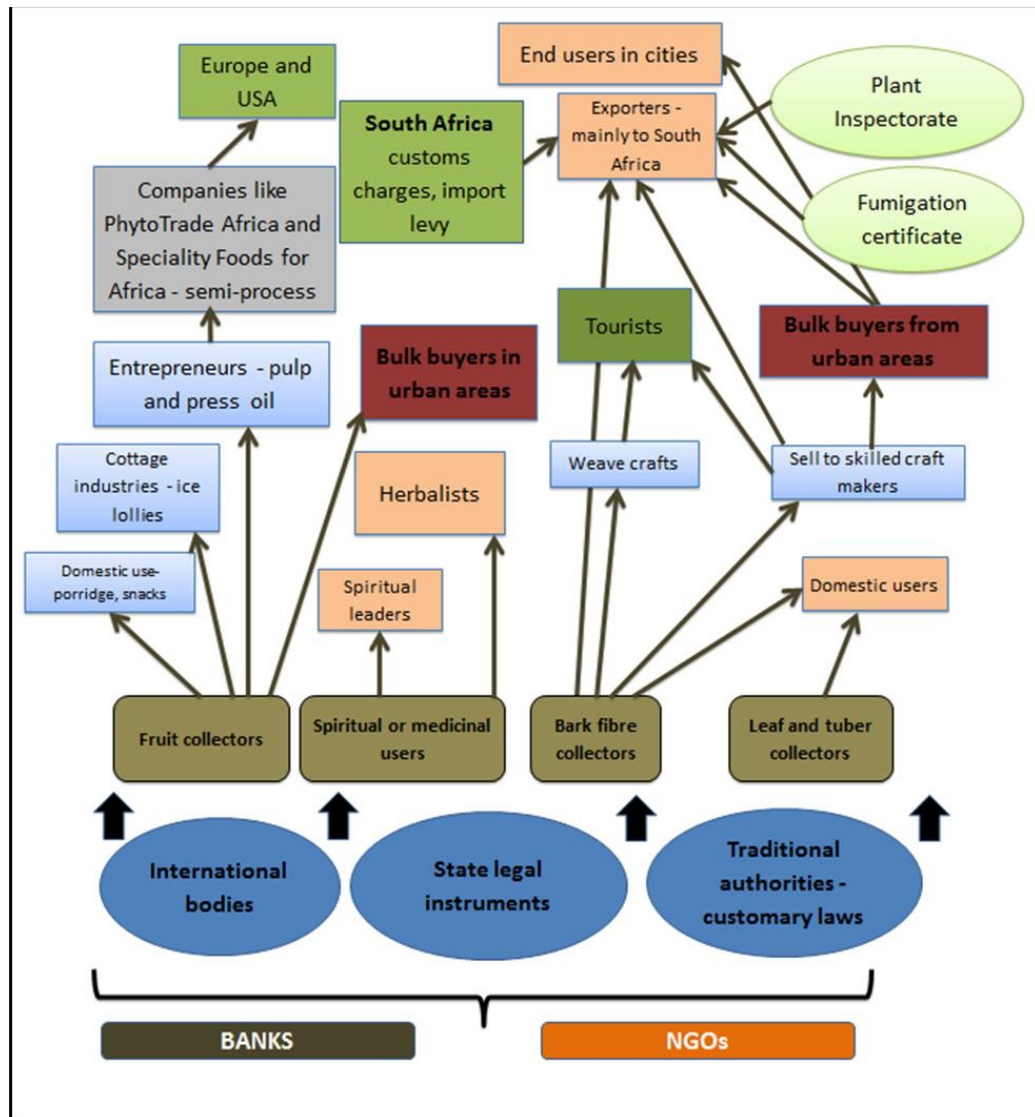 Europe and
USA
End users in cities
South Africa
customs
charges, import
levy
Exporters -
mainly to South
Africa
Plant
Inspectorate
Companies like
PhytoTrade Africa and
Speciality Foods for
Africa - semi-process
Fumigation
certificate
Tourists
Bulk buyers from
urban areas
Entrepreneurs - pulp
and press oil
Bulk buyers in
urban areas
Cottage
industries - ice
lollies
Herbalists
Weave crafts
Sell to skilled craft
makers
Domestic use-
porridge, snacks
Spiritual
leaders
Domestic users
Fruit collectors
Spiritual or medicinal
users
Bark fibre
collectors
Leaf and tuber
collectors
International
bodies
State legal
instruments
Traditional
authorities -
customary laws
BANKS
NGOs